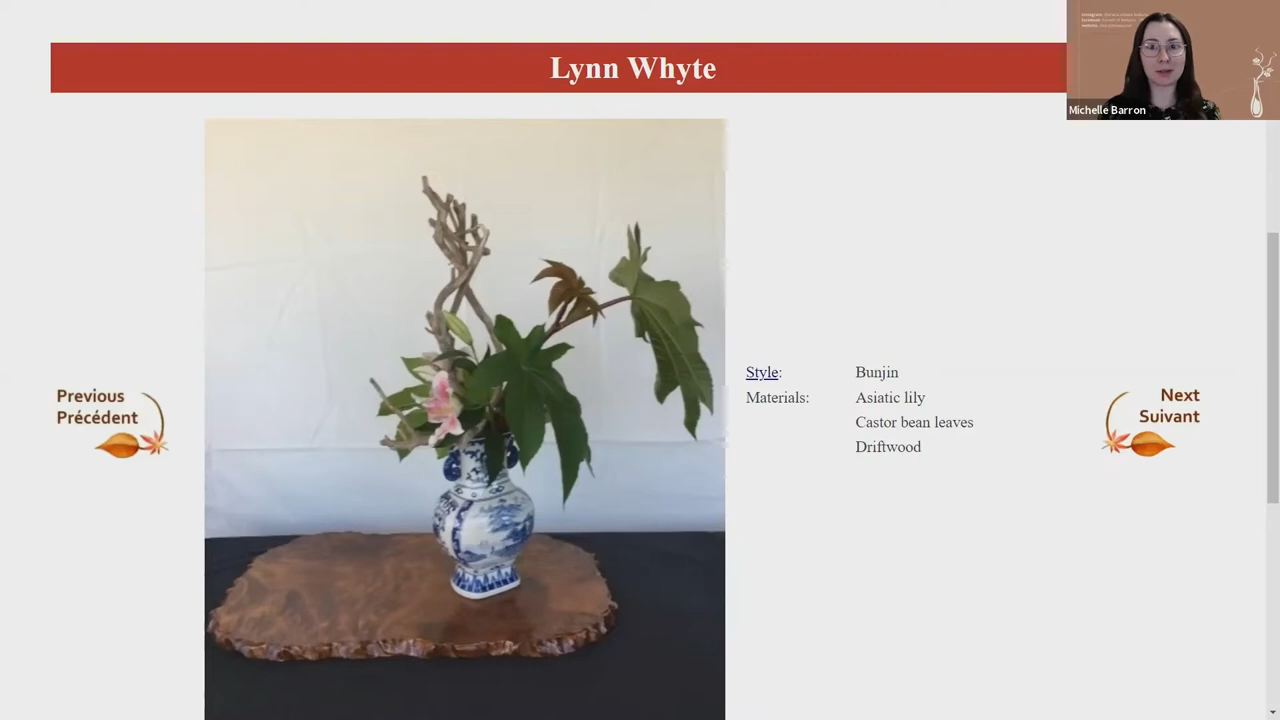 Lynn Whyte
Michelle Barron
Previous
Précédent
Style: Bunjin
Materials: Asiatic lily
Castor bean leaves
Driftwood
Next
Suivant